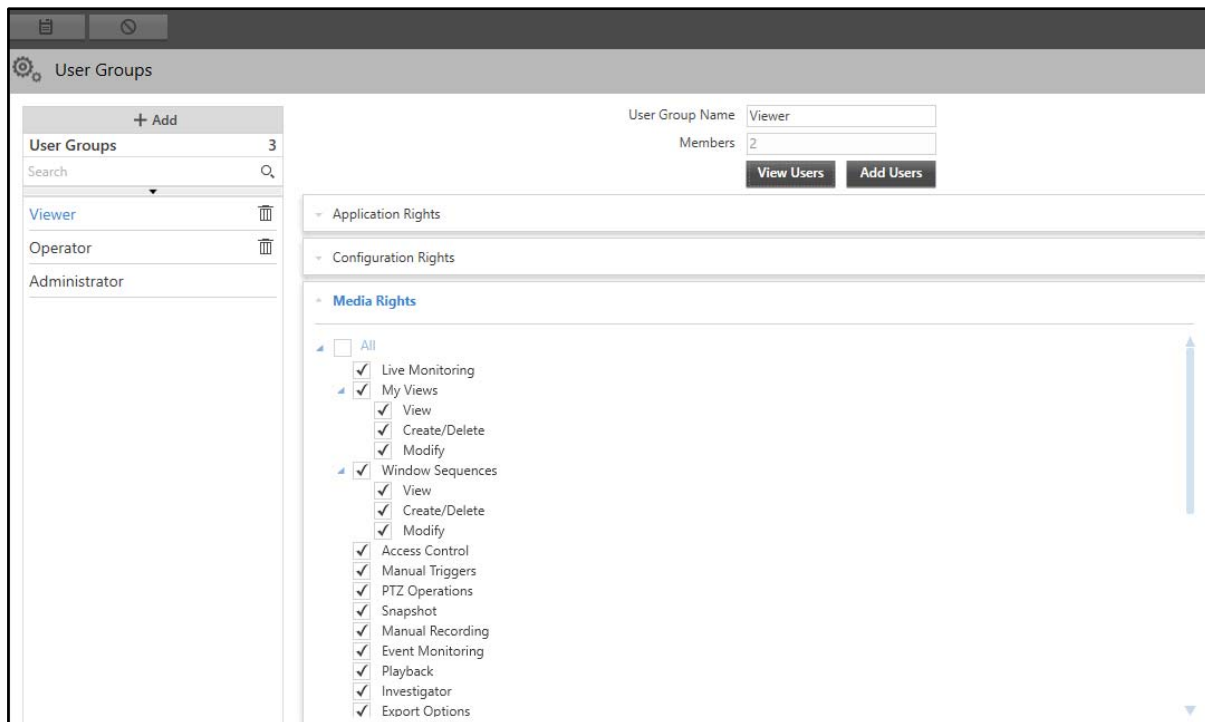 User Groups
+ Add
User Groups 3
Search
Viewer
Operator
Administrator
User Group Name Viewer
Members 2
View Users Add Users
Application Rights
Configuration Rights
Media Rights
All
Live Monitoring
My Views
View
Create/Delete
Modify
Window Sequences
View
Create/Delete
Modify
Access Control
Manual Triggers
PTZ Operations
Snapshot
Manual Recording
Event Monitoring
Playback
Investigator
Export Options